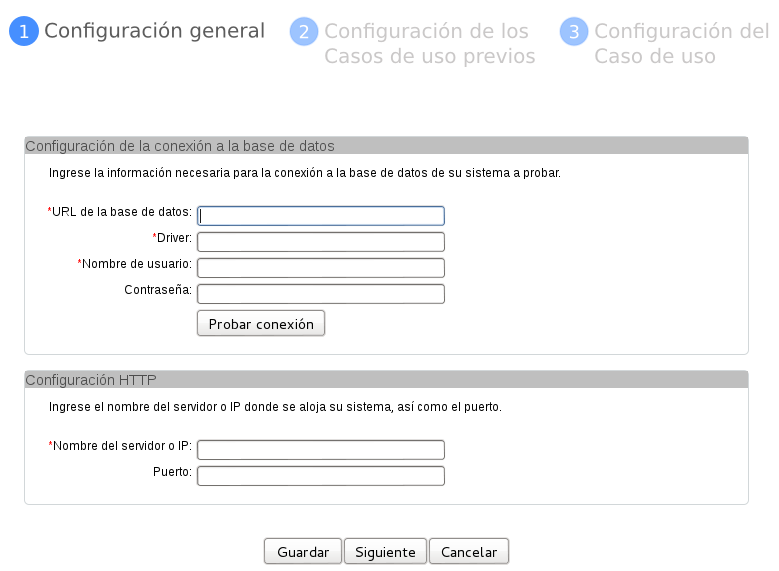 1 Configuración general
2 Configuración de los
Casos de uso previos
3 Configuración del
Caso de uso
Configuración de la conexión a la base de datos
Ingrese la información necesaria para la conexión a la base de datos de su sistema a probar.
*URL de la base de datos:
*Driver:
*Nombre de usuario:
Contraseña:
Probar conexión
Configuración HTTP
Ingrese el nombre del servidor o IP donde se aloja su sistema, así como el puerto.
*Nombre del servidor o IP:
Puerto:
Guardar Siguiente Cancelar